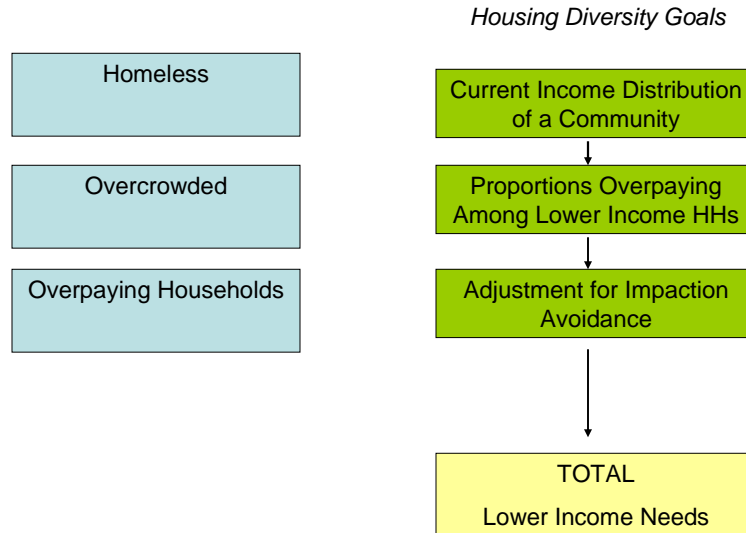 Housing Diversity Goals
Homeless
Current Income Distribution
of a Community
Overcrowded
Proportions Overpaying
Among Lower Income HHs
Overpaying Households
Adjustment for Impaction
Avoidance
TOTAL
Lower Income Needs